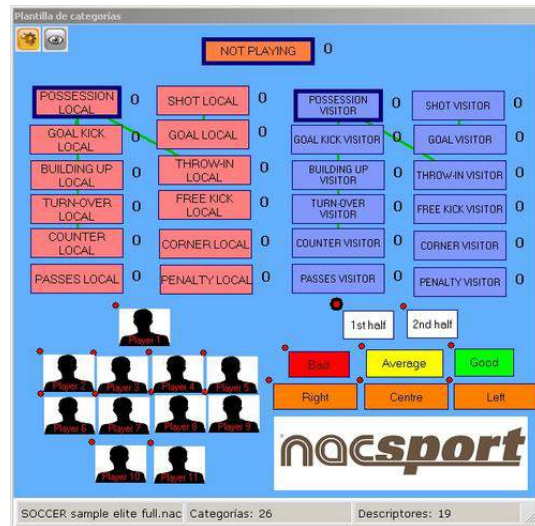 Plantilla de categorías
NOT PLAYING 0
POSSESSION LOCAL 0
SHOT LOCAL 0
GOAL KICK LOCAL 0
GOAL LOCAL 0
BUILDING UP LOCAL 0
THROW-IN LOCAL 0
TURN-OVER LOCAL 0
FREE KICK LOCAL 0
COUNTER LOCAL 0
CORNER LOCAL 0
PASSES LOCAL 0
PENALTY LOCAL 0
POSSESSION VISITOR 0
SHOT VISITOR 0
GOAL KICK VISITOR 0
GOAL VISITOR 0
BUILDING UP VISITOR 0
THROW-IN VISITOR 0
TURN-OVER VISITOR 0
FREE KICK VISITOR 0
COUNTER VISITOR 0
CORNER VISITOR 0
PASSES VISITOR 0
PENALTY VISITOR 0
Player 1
Player 2 Player 3 Player 4 Player 5
Player 6 Player 7 Player 8 Player 9
Player 10 Player 11
1st half 2nd half
Bad Average Good
Right Centre Left
nacsport
SOCCER sample elite full.nac Categorías: 26 Descriptores: 19